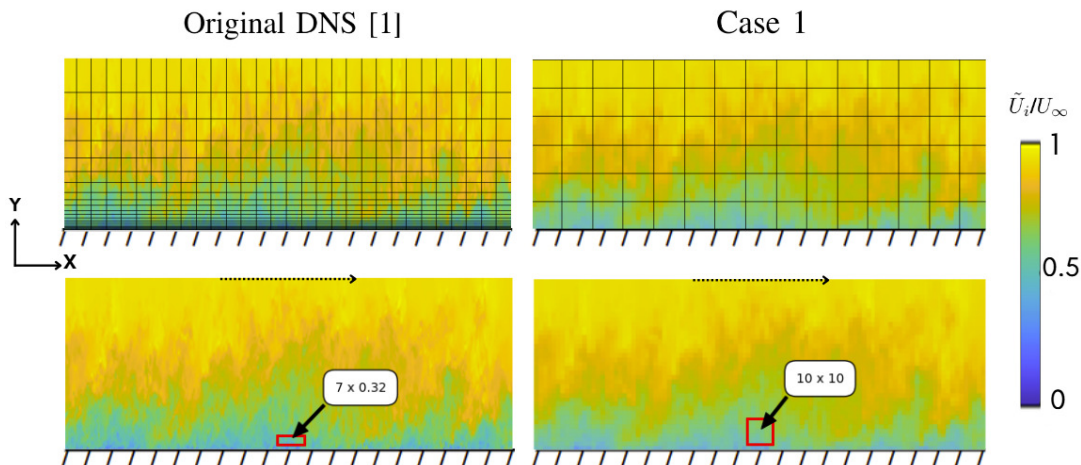 Original DNS [1]
Case 1
Ũᵢ/U∞
1
Y
X
0.5
7 x 0.32
10 x 10
0